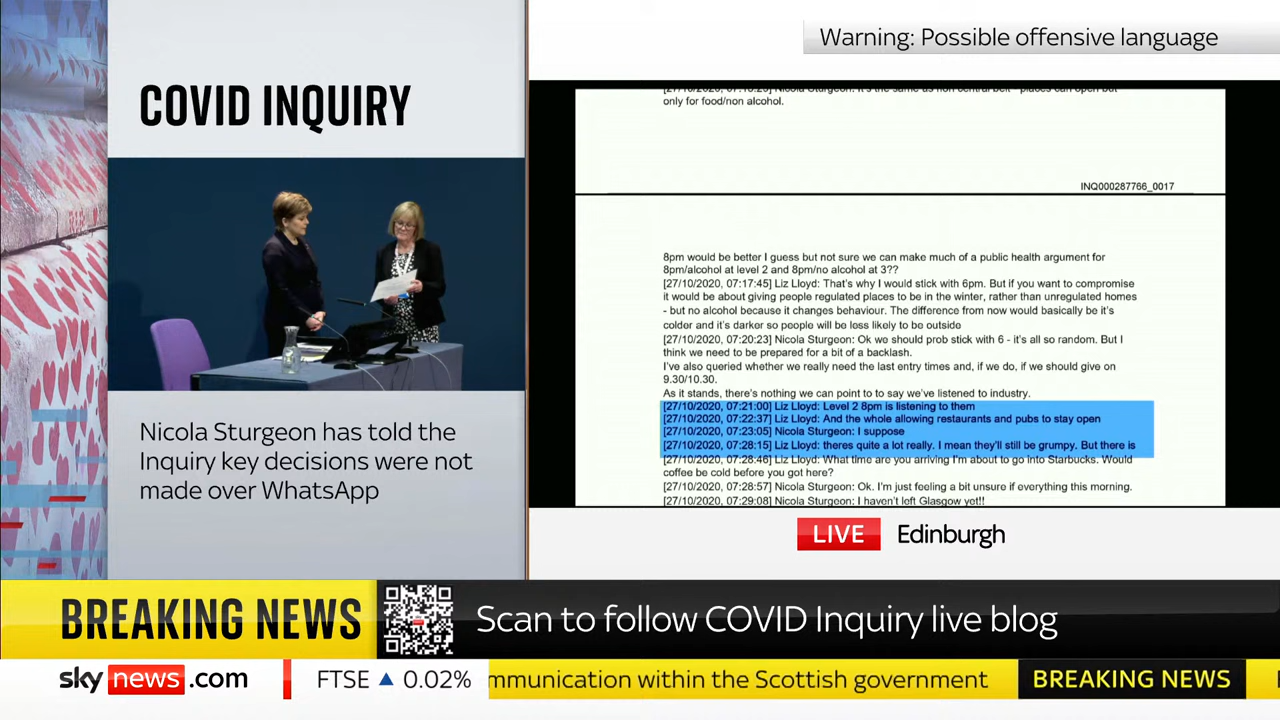 Warning: Possible offensive language
COVID INQUIRY
Nicola Sturgeon has told the
Inquiry key decisions were not
made over WhatsApp
only for food/non alcohol.
INQ000287766_0017
8pm would be better I guess but not sure we can make much of a public health argument for
8pm/alcohol at level 2 and 8pm/no alcohol at 3??
[27/10/2020, 07:17:45] Liz Lloyd: That's why I would stick with 6pm. But if you want to compromise
it would be about giving people regulated places to be in the winter, rather than unregulated homes
- but no alcohol because it changes behaviour. The difference from now would basically be it's
colder and it's darker so people will be less likely to be outside
[27/10/2020, 07:20:23] Nicola Sturgeon: Ok we should prob stick with 6 - it's all so random. But I
think we need to be prepared for a bit of a backlash.
I've also queried whether we really need the last entry times and, if we do, if we should give on
9.30/10.30.
As it stands, there's nothing we can point to to say we've listened to industry.
[27/10/2020, 07:21:00] Liz Lloyd: Level 2 8pm is listening to them
[27/10/2020, 07:22:37] Liz Lloyd: And the whole allowing restaurants and pubs to stay open
[27/10/2020, 07:23:05] Nicola Sturgeon: I suppose
[27/10/2020, 07:28:15] Liz Lloyd: theres quite a lot really. I mean they'll still be grumpy. But there is
[27/10/2020, 07:28:46] Liz Lloyd: What time are you arriving I'm about to go into Starbucks. Would
coffee be cold before you got here?
[27/10/2020, 07:28:57] Nicola Sturgeon: Ok. I'm just feeling a bit unsure if everything this morning.
[27/10/2020, 07:29:08] Nicola Sturgeon: I haven't left Glasgow yet!!
LIVE Edinburgh
BREAKING NEWS
Scan to follow COVID Inquiry live blog
sky news.com
FTSE ▲ 0.02%
mmunication within the Scottish government
BREAKING NEWS